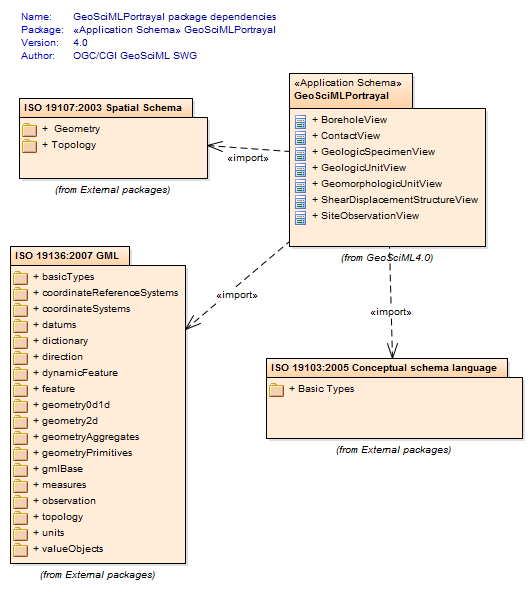 Name: GeoSciMLPortrayal package dependencies
Package: «Application Schema» GeoSciMLPortrayal
Version: 4.0
Author: OGC/CGI GeoSciML SWG
«Application Schema»
GeoSciMLPortrayal
+ BoreholeView
+ ContactView
+ GeologicSpecimenView
+ GeologicUnitView
+ GeomorphologicUnitView
+ ShearDisplacementStructureView
+ SiteObservationView
(from GeoSciML4.0)
ISO 19107:2003 Spatial Schema
+ Geometry
+ Topology
(from External packages)
«import»
ISO 19136:2007 GML
+ basicTypes
+ coordinateReferenceSystems
+ coordinateSystems
+ datums
+ dictionary
+ direction
+ dynamicFeature
+ feature
+ geometry0d1d
+ geometry2d
+ geometryAggregates
+ geometryPrimitives
+ gmlBase
+ measures
+ observation
+ topology
+ units
+ valueObjects
(from External packages)
«import»
«import»
ISO 19103:2005 Conceptual schema language
+ Basic Types
(from External packages)